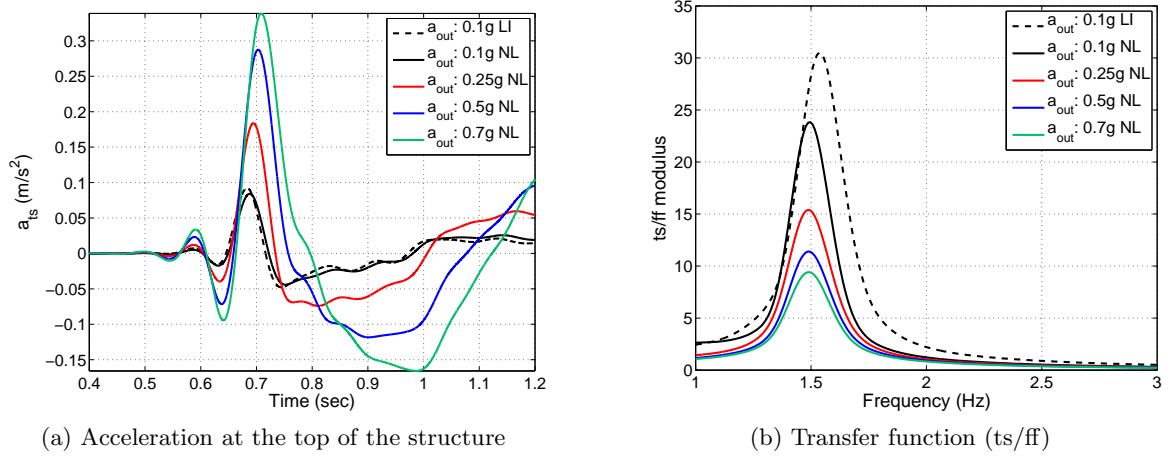 a_ts (m/s²)
0.3
0.25
0.2
0.15
0.1
0.05
0
−0.05
−0.1
−0.15
0.4 0.5 0.6 0.7 0.8 0.9 1 1.1 1.2
Time (sec)
a_out: 0.1g LI
a_out: 0.1g NL
a_out: 0.25g NL
a_out: 0.5g NL
a_out: 0.7g NL
(a) Acceleration at the top of the structure
ts/ff modulus
35
30
25
20
15
10
5
0
1 1.5 2 2.5 3
Frequency (Hz)
a_out: 0.1g LI
a_out: 0.1g NL
a_out: 0.25g NL
a_out: 0.5g NL
a_out: 0.7g NL
(b) Transfer function (ts/ff)